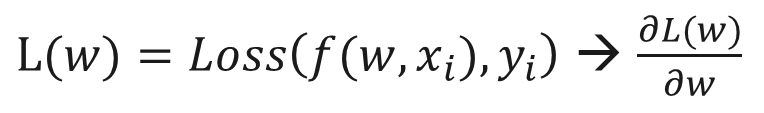 L(w) = Loss(f(w, xᵢ), yᵢ) → ∂L(w)/∂w